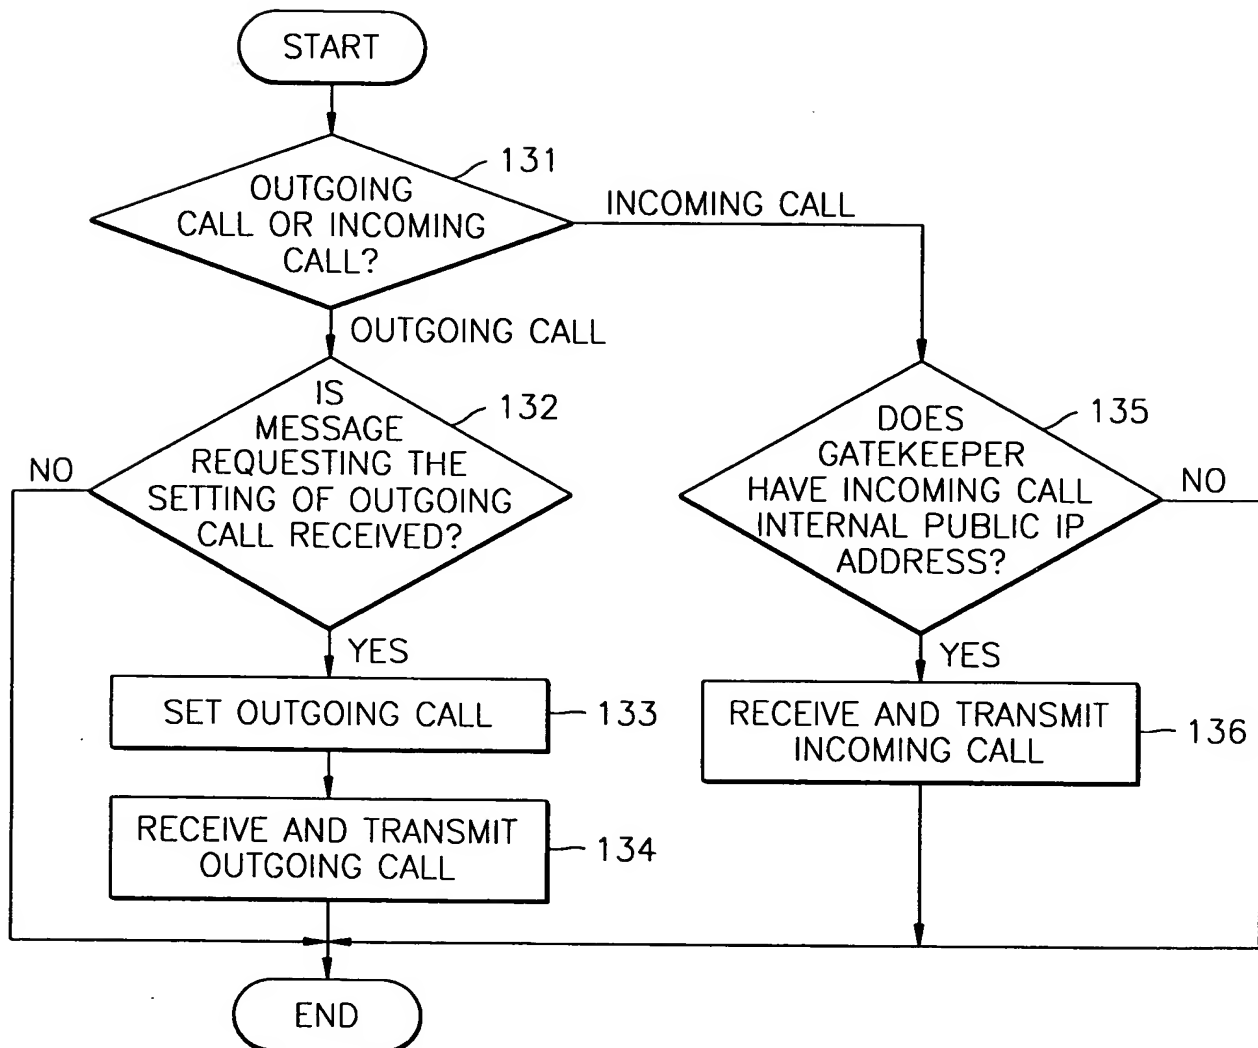 START
131
OUTGOING
CALL OR INCOMING
CALL?
INCOMING CALL
OUTGOING CALL
IS
MESSAGE
REQUESTING THE
SETTING OF OUTGOING
CALL RECEIVED?
132
NO
YES
DOES
GATEKEEPER
HAVE INCOMING CALL
INTERNAL PUBLIC IP
ADDRESS?
135
NO
YES
SET OUTGOING CALL
133
RECEIVE AND TRANSMIT
OUTGOING CALL
134
RECEIVE AND TRANSMIT
INCOMING CALL
136
END